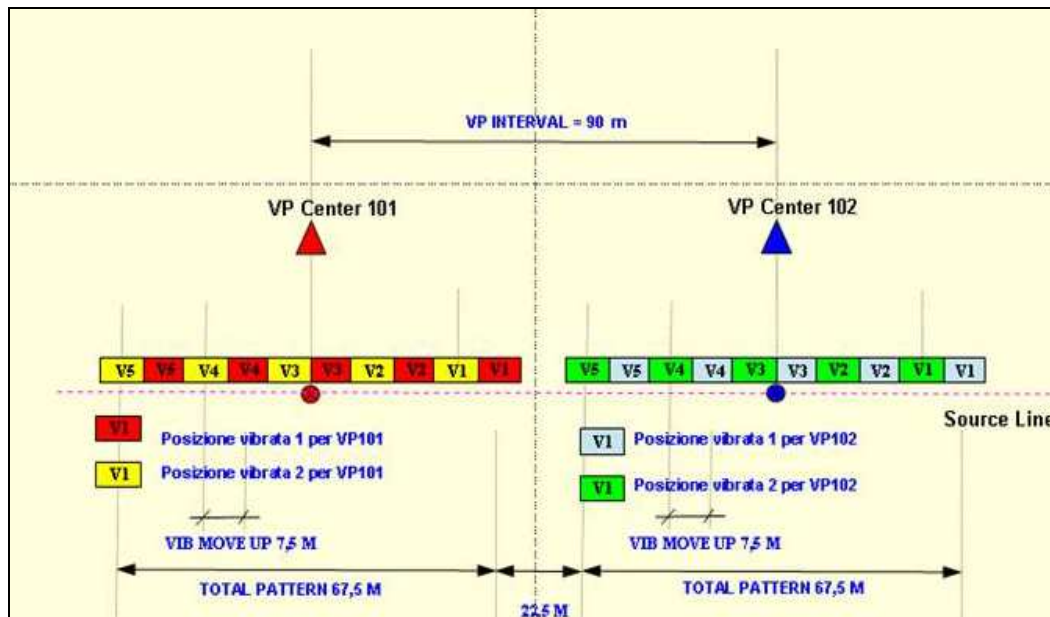 VP INTERVAL = 90 m
VP Center 101
VP Center 102
V5 V5 V4 V4 V3 V3 V2 V2 V1 V1
V5 V5 V4 V4 V3 V3 V2 V2 V1 V1
Source Line
V1 Posizione vibrata 1 per VP101
V1 Posizione vibrata 2 per VP101
V1 Posizione vibrata 1 per VP102
V1 Posizione vibrata 2 per VP102
VIB MOVE UP 7,5 M
VIB MOVE UP 7,5 M
TOTAL PATTERN 67,5 M
TOTAL PATTERN 67,5 M
22,5 M